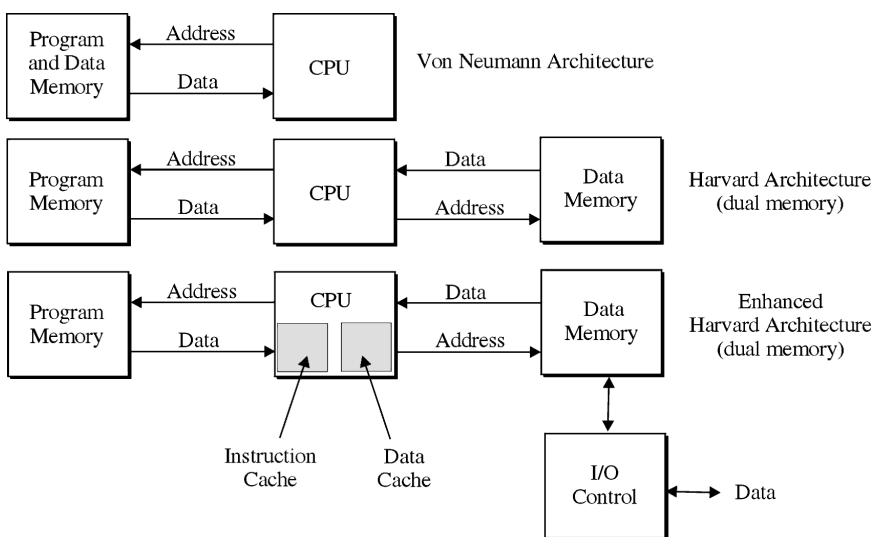 Program
and Data
Memory
Address
Data
CPU
Von Neumann Architecture
Program
Memory
Address
Data
CPU
Data
Address
Data
Memory
Harvard Architecture
(dual memory)
Program
Memory
Address
Data
CPU
Data
Address
Data
Memory
Enhanced
Harvard Architecture
(dual memory)
Instruction
Cache
Data
Cache
I/O
Control
Data